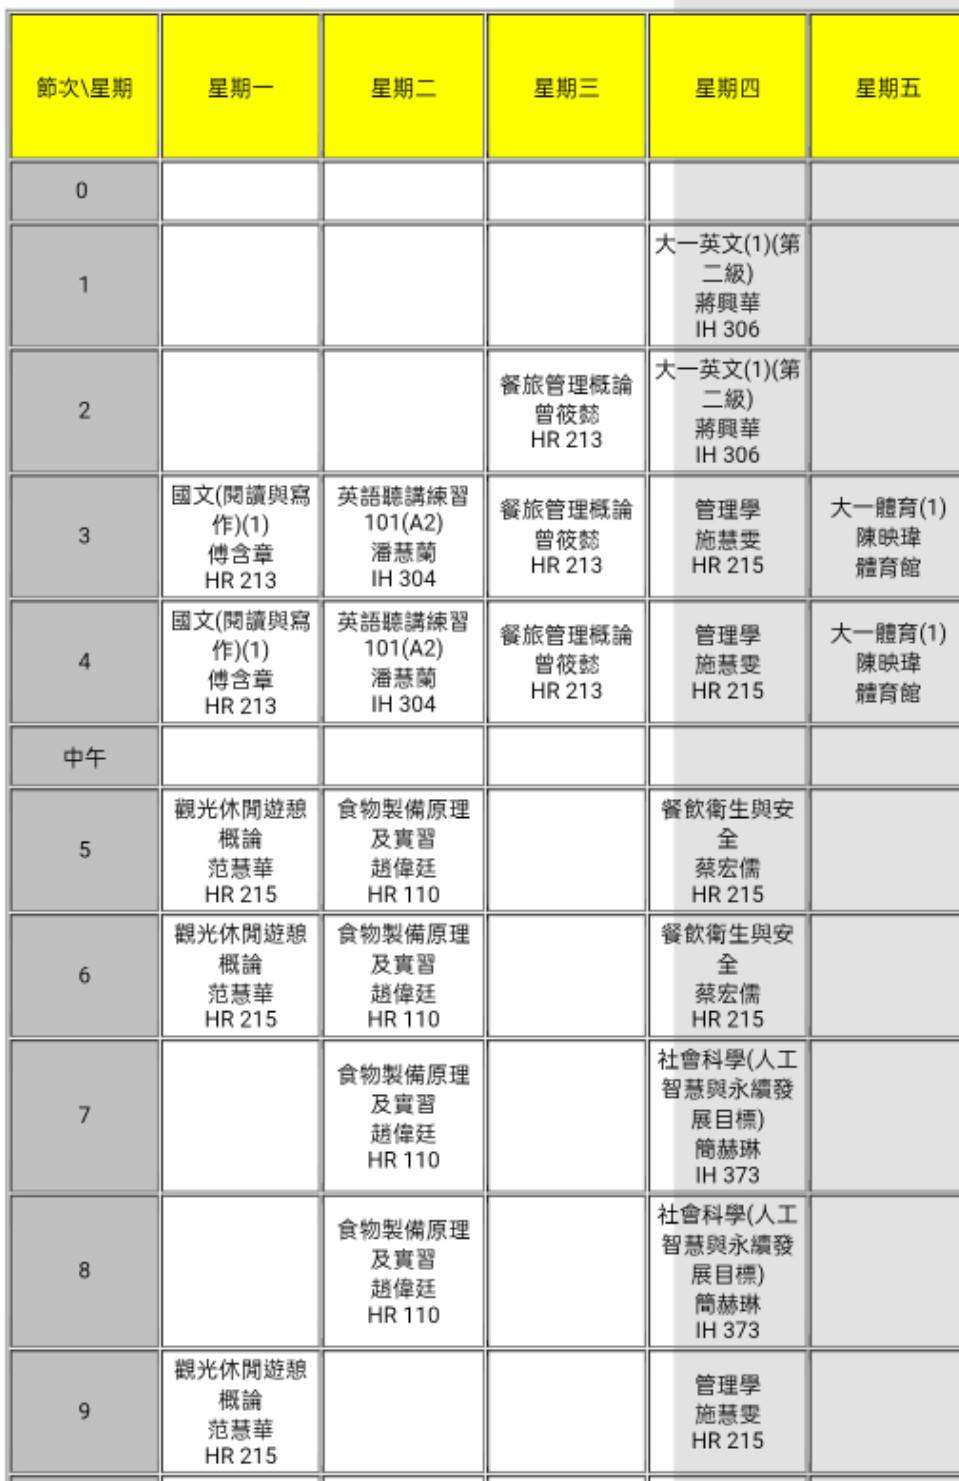 節次\星期 星期一 星期二 星期三 星期四 星期五
0
1
大一英文(1)(第
二級)
蔣興華
IH 306
2
餐旅管理概論
曾筱懿
HR 213
大一英文(1)(第
二級)
蔣興華
IH 306
3
國文(閱讀與寫
作)(1)
傅含章
HR 213
英語聽講練習
101(A2)
潘慧蘭
IH 304
餐旅管理概論
曾筱懿
HR 213
管理學
施慧雯
HR 215
大一體育(1)
陳映瑋
體育館
4
國文(閱讀與寫
作)(1)
傅含章
HR 213
英語聽講練習
101(A2)
潘慧蘭
IH 304
餐旅管理概論
曾筱懿
HR 213
管理學
施慧雯
HR 215
大一體育(1)
陳映瑋
體育館
中午
5
觀光休閒遊憩
概論
范慧華
HR 215
食物製備原理
及實習
趙偉廷
HR 110
餐飲衛生與安
全
蔡宏儒
HR 215
6
觀光休閒遊憩
概論
范慧華
HR 215
食物製備原理
及實習
趙偉廷
HR 110
餐飲衛生與安
全
蔡宏儒
HR 215
7
食物製備原理
及實習
趙偉廷
HR 110
社會科學(人工
智慧與永續發
展目標)
簡赫琳
IH 373
8
食物製備原理
及實習
趙偉廷
HR 110
社會科學(人工
智慧與永續發
展目標)
簡赫琳
IH 373
9
觀光休閒遊憩
概論
范慧華
HR 215
管理學
施慧雯
HR 215